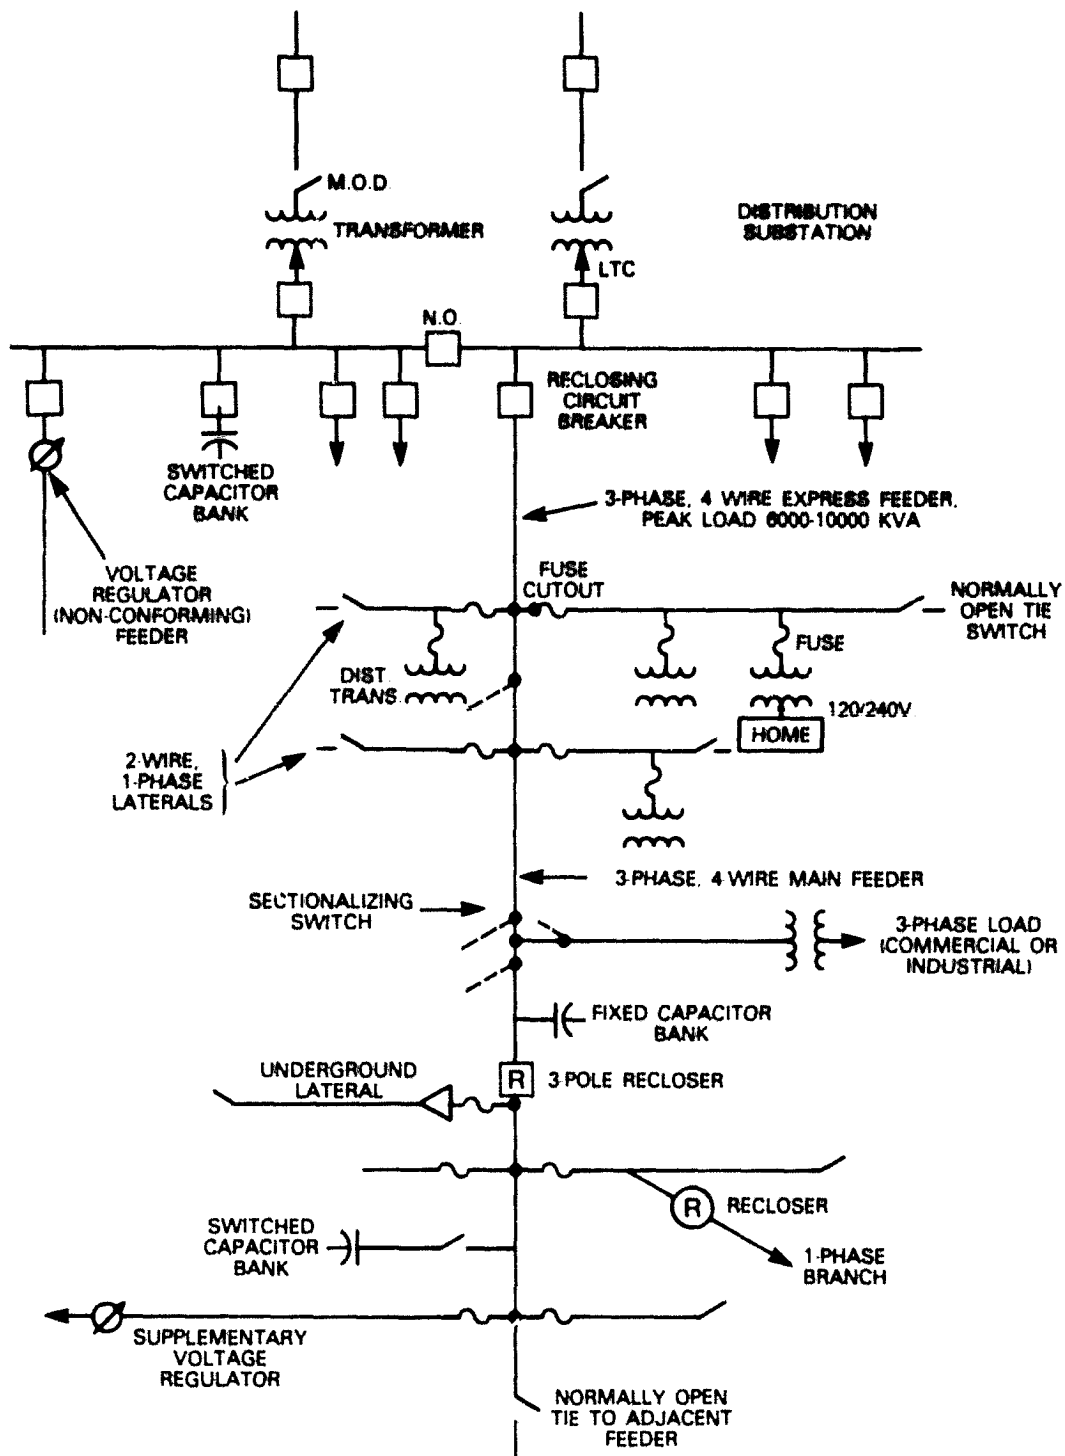 M.O.D.
TRANSFORMER
DISTRIBUTION
SUBSTATION
LTC
N.O.
RECLOSING
CIRCUIT
BREAKER
SWITCHED
CAPACITOR
BANK
3-PHASE, 4 WIRE EXPRESS FEEDER,
PEAK LOAD 6000-10000 KVA
VOLTAGE
REGULATOR
(NON-CONFORMING)
FEEDER
FUSE
CUTOUT
NORMALLY
OPEN TIE
SWITCH
FUSE
DIST.
TRANS.
120/240V
HOME
2-WIRE,
1-PHASE
LATERALS
3-PHASE, 4-WIRE MAIN FEEDER
SECTIONALIZING
SWITCH
3-PHASE LOAD
(COMMERCIAL OR
INDUSTRIAL)
FIXED CAPACITOR
BANK
UNDERGROUND
LATERAL
R
3-POLE RECLOSER
R
RECLOSER
1-PHASE
BRANCH
SWITCHED
CAPACITOR
BANK
SUPPLEMENTARY
VOLTAGE
REGULATOR
NORMALLY OPEN
TIE TO ADJACENT
FEEDER